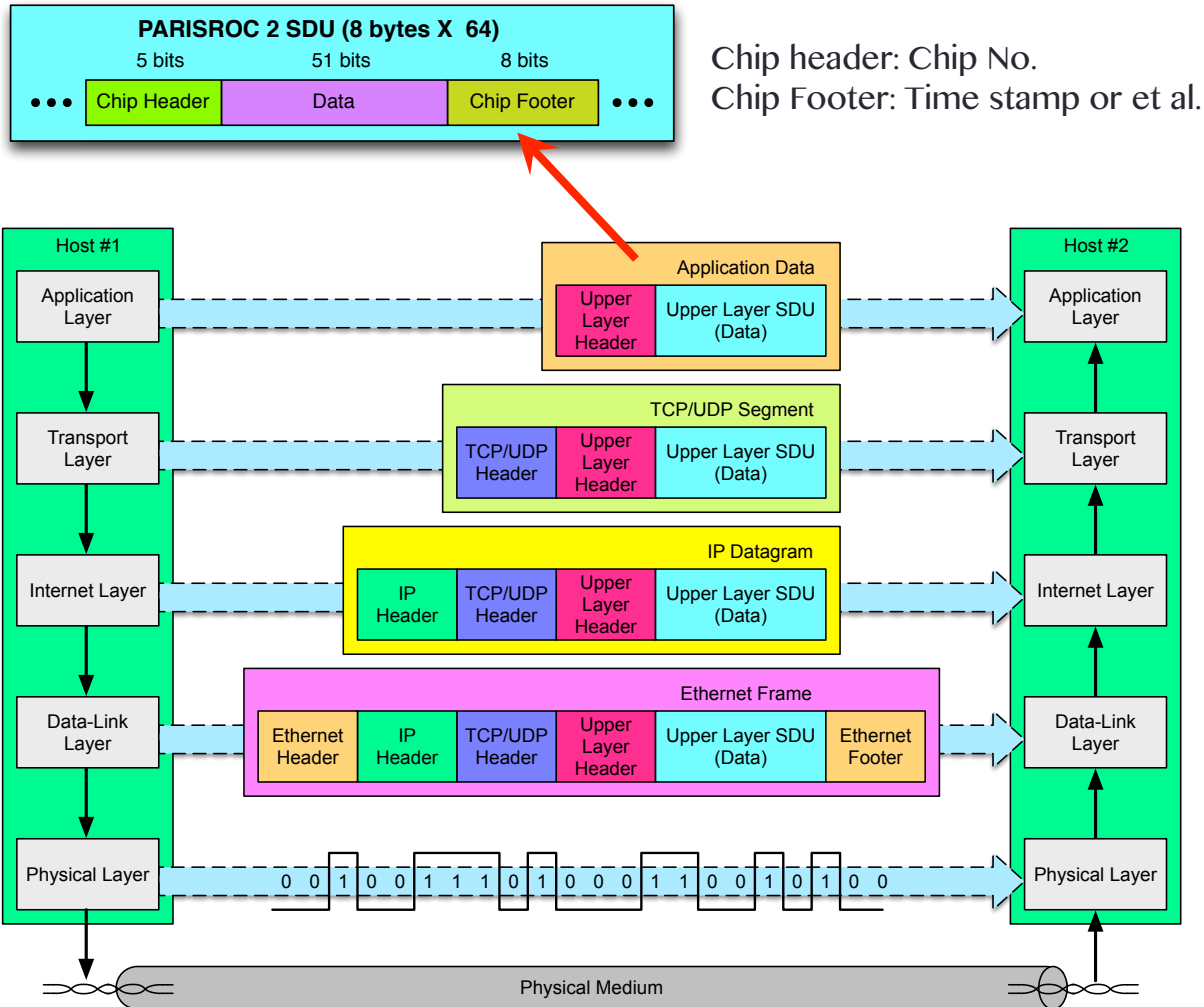 PARISROC 2 SDU (8 bytes X 64)
5 bits 51 bits 8 bits
••• Chip Header Data Chip Footer •••
Chip header: Chip No.
Chip Footer: Time stamp or et al.
Host #1
Host #2
Application Data
Application
Layer
Upper
Layer
Header
Upper Layer SDU
(Data)
Application
Layer
TCP/UDP Segment
Transport
Layer
TCP/UDP
Header
Upper
Layer
Header
Upper Layer SDU
(Data)
Transport
Layer
IP Datagram
Internet Layer
IP
Header
TCP/UDP
Header
Upper
Layer
Header
Upper Layer SDU
(Data)
Internet Layer
Ethernet Frame
Data-Link
Layer
Ethernet
Header
IP
Header
TCP/UDP
Header
Upper
Layer
Header
Upper Layer SDU
(Data)
Ethernet
Footer
Data-Link
Layer
Physical Layer
0 0 1 0 0 1 1 1 0 1 0 0 0 1 1 0 0 1 0 1 0 0
Physical Layer
Physical Medium